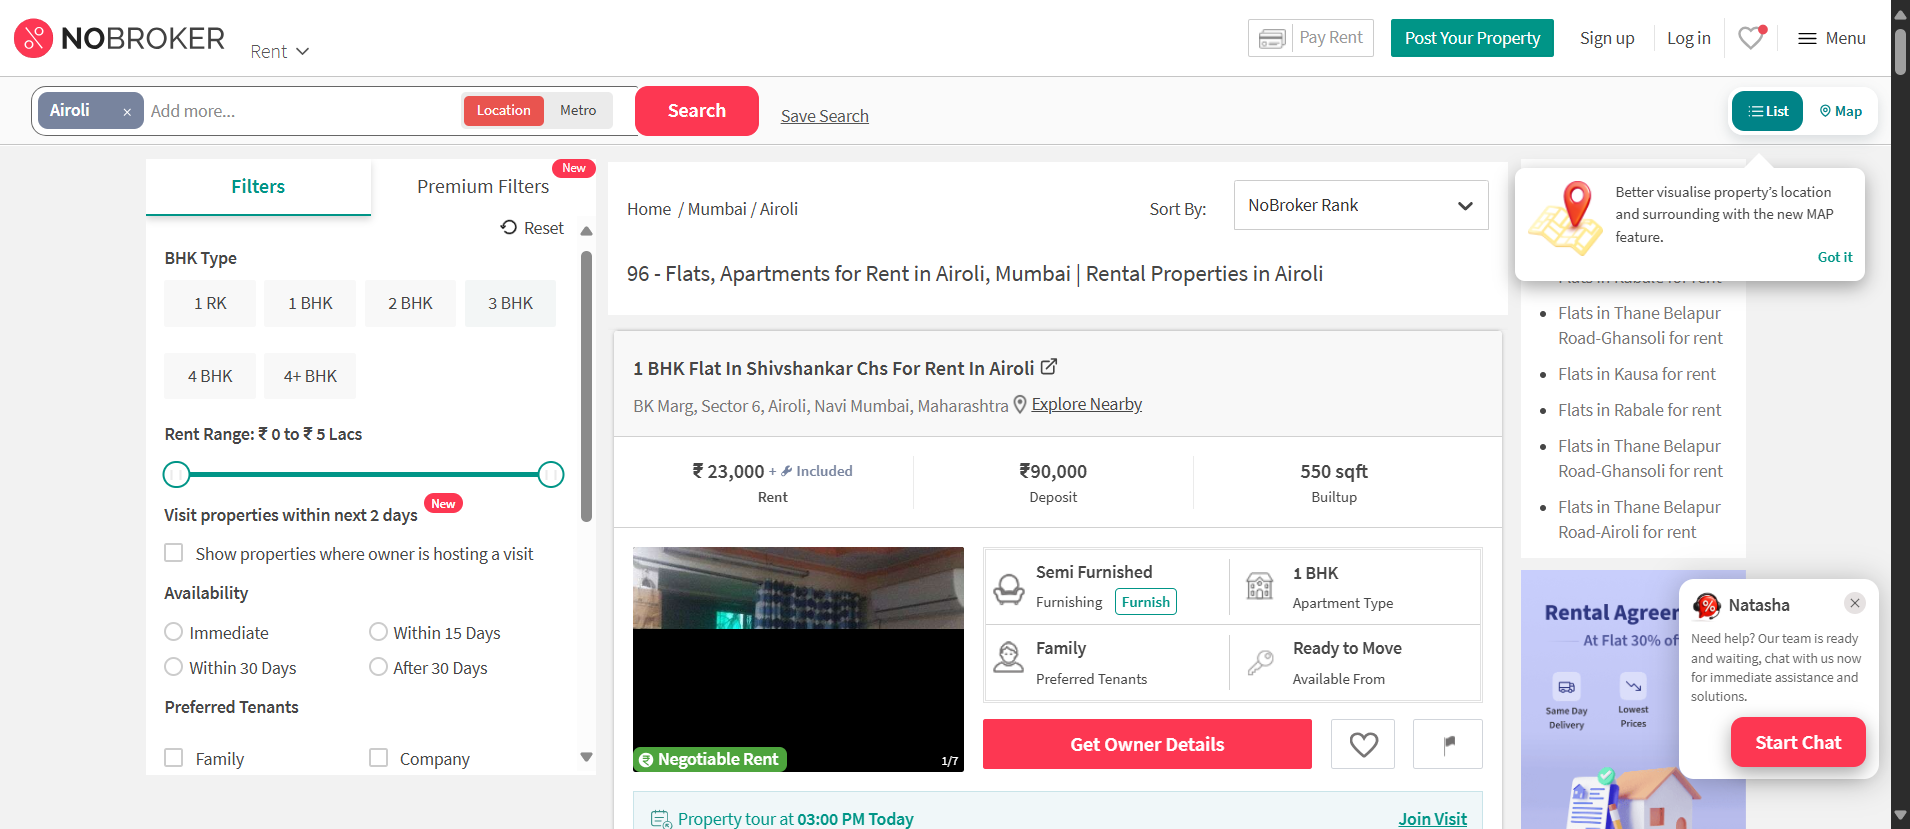 NOBROKER
Rent
Pay Rent
Post Your Property
Sign up
Log in
Menu
Airoli ×
Add more...
Location
Metro
Search
Save Search
List
Map
Filters
Premium Filters
New
Reset
BHK Type
1 RK
1 BHK
2 BHK
3 BHK
4 BHK
4+ BHK
Rent Range: ₹ 0 to ₹ 5 Lacs
Visit properties within next 2 days
New
Show properties where owner is hosting a visit
Availability
Immediate
Within 15 Days
Within 30 Days
After 30 Days
Preferred Tenants
Family
Company
Home / Mumbai / Airoli
Sort By:
NoBroker Rank
96 - Flats, Apartments for Rent in Airoli, Mumbai | Rental Properties in Airoli
1 BHK Flat In Shivshankar Chs For Rent In Airoli
BK Marg, Sector 6, Airoli, Navi Mumbai, Maharashtra
Explore Nearby
₹ 23,000 + Included
Rent
₹90,000
Deposit
550 sqft
Builtup
Negotiable Rent
1/7
Semi Furnished
Furnishing
Furnish
1 BHK
Apartment Type
Family
Preferred Tenants
Ready to Move
Available From
Get Owner Details
Property tour at 03:00 PM Today
Join Visit
Better visualise property's location
and surrounding with the new MAP
feature.
Got it
Flats in Rabale for rent
Flats in Thane Belapur
Road-Ghansoli for rent
Flats in Kausa for rent
Flats in Rabale for rent
Flats in Thane Belapur
Road-Ghansoli for rent
Flats in Thane Belapur
Road-Airoli for rent
Rental Agreer
At Flat 30% of
Same Day
Delivery
Lowest
Prices
Natasha
Need help? Our team is ready
and waiting, chat with us now
for immediate assistance and
solutions.
Start Chat